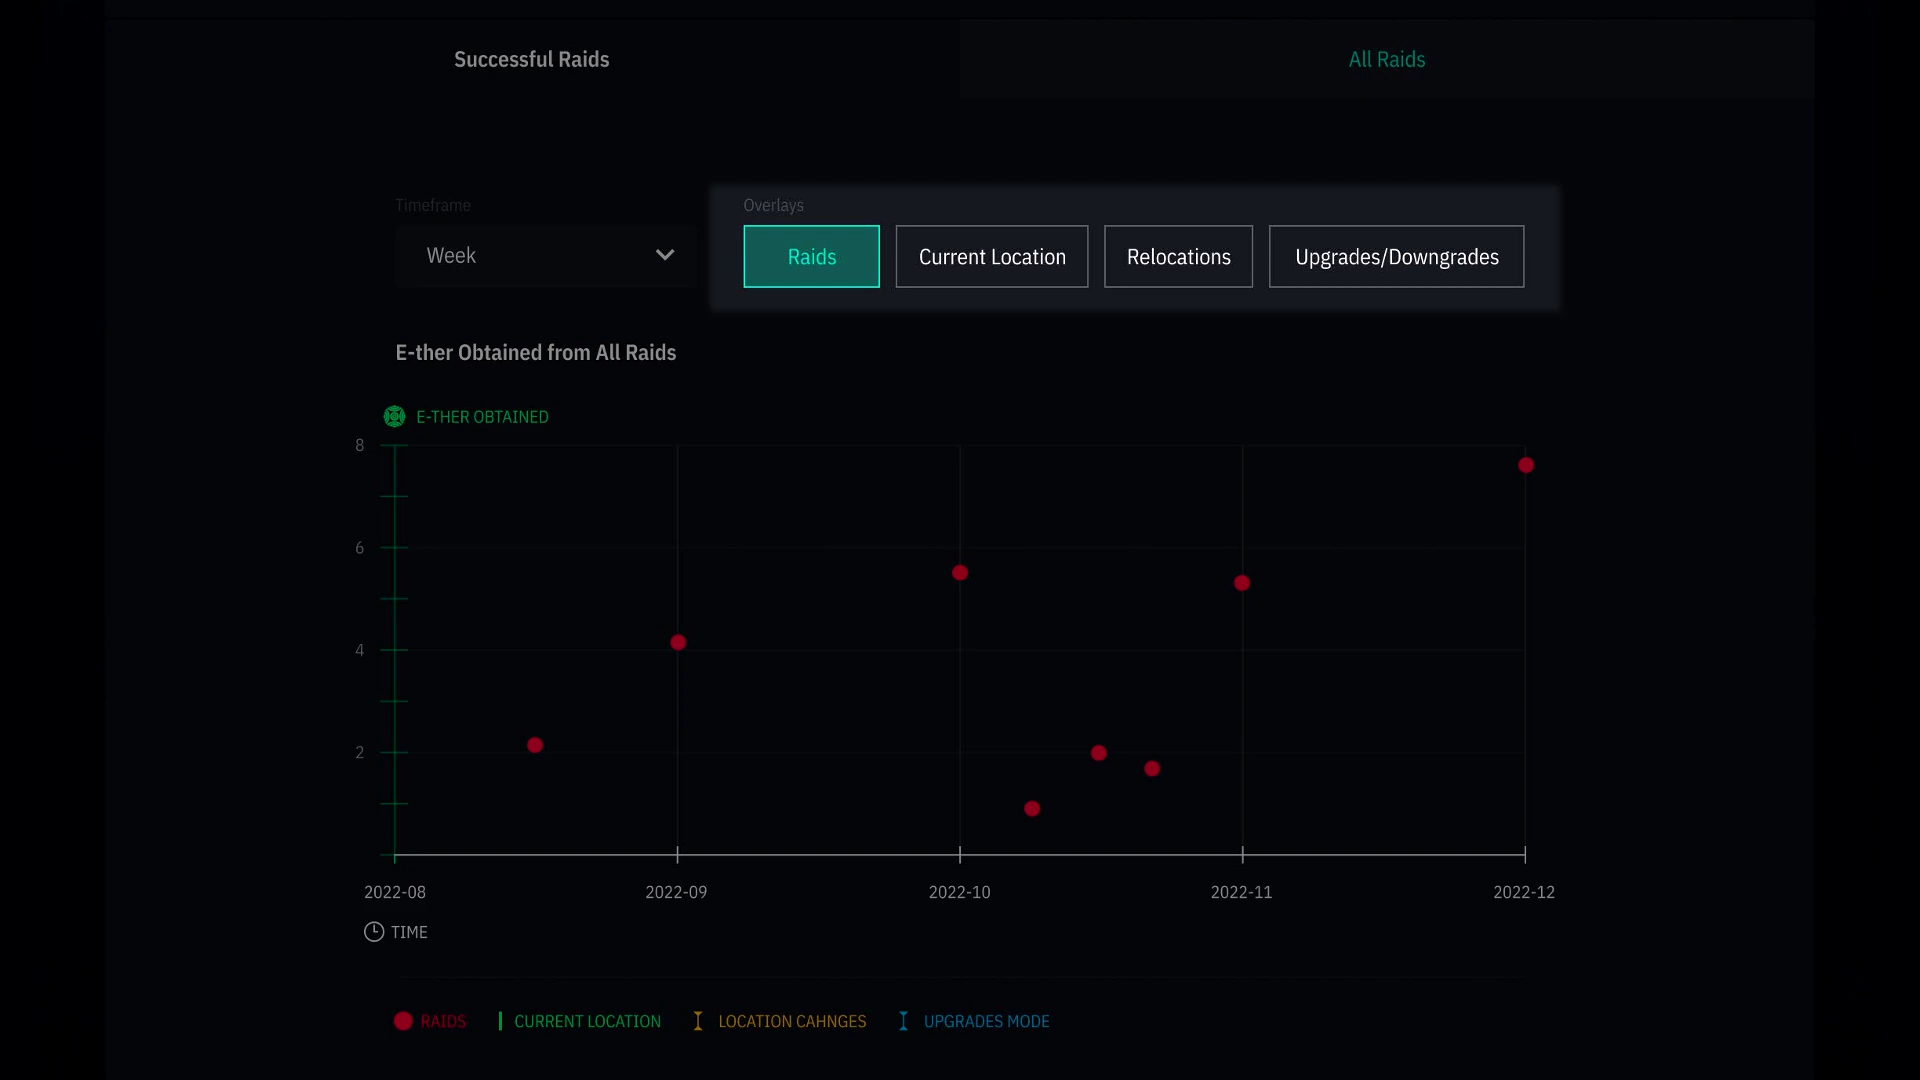 Successful Raids
All Raids
Timeframe
Week
Overlays
Raids
Current Location
Relocations
Upgrades/Downgrades
E-ther Obtained from All Raids
E-THER OBTAINED
8
6
4
2
2022-08
2022-09
2022-10
2022-11
2022-12
TIME
RAIDS
CURRENT LOCATION
LOCATION CAHNGES
UPGRADES MODE